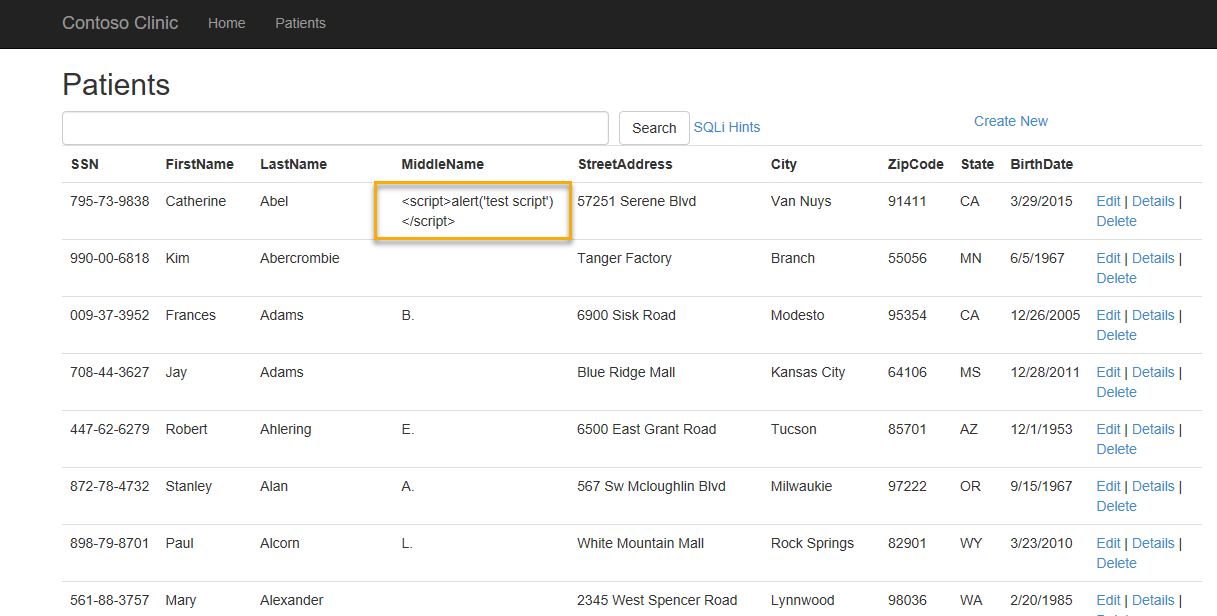 Contoso Clinic Home Patients
Patients
Search SQLi Hints Create New
SSN FirstName LastName MiddleName StreetAddress City ZipCode State BirthDate
795-73-9838 Catherine Abel <script>alert('test script') 57251 Serene Blvd Van Nuys 91411 CA 3/29/2015 Edit | Details |
</script> Delete
990-00-6818 Kim Abercrombie Tanger Factory Branch 55056 MN 6/5/1967 Edit | Details |
Delete
009-37-3952 Frances Adams B. 6900 Sisk Road Modesto 95354 CA 12/26/2005 Edit | Details |
Delete
708-44-3627 Jay Adams Blue Ridge Mall Kansas City 64106 MS 12/28/2011 Edit | Details |
Delete
447-62-6279 Robert Ahlering E. 6500 East Grant Road Tucson 85701 AZ 12/1/1953 Edit | Details |
Delete
872-78-4732 Stanley Alan A. 567 Sw Mcloughlin Blvd Milwaukie 97222 OR 9/15/1967 Edit | Details |
Delete
898-79-8701 Paul Alcorn L. White Mountain Mall Rock Springs 82901 WY 3/23/2010 Edit | Details |
Delete
561-88-3757 Mary Alexander 2345 West Spencer Road Lynnwood 98036 WA 2/20/1985 Edit | Details |